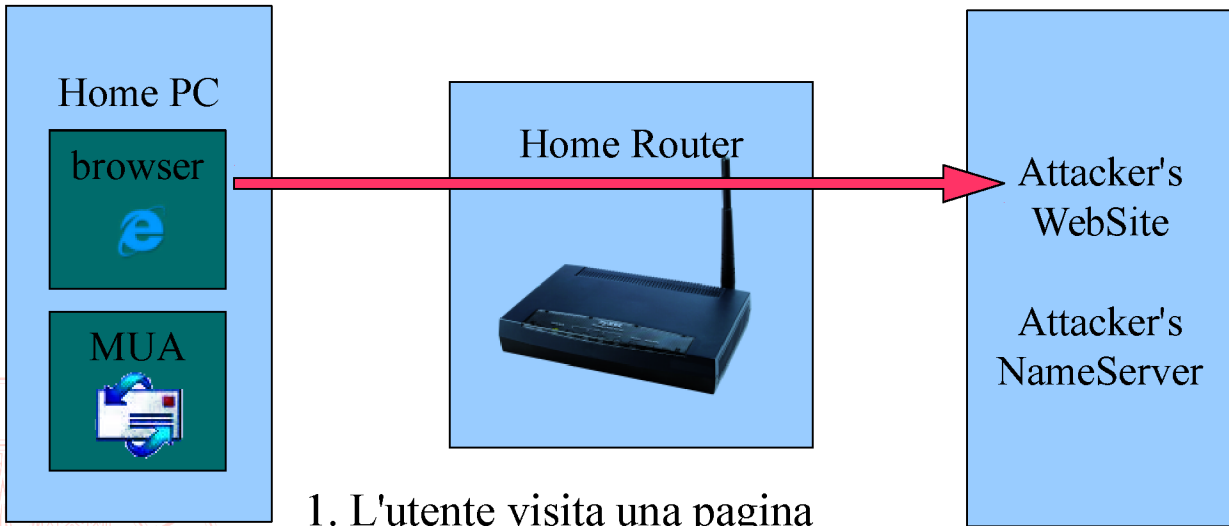 Home PC
browser
MUA
Home Router
Attacker's
WebSite
Attacker's
NameServer
1. L'utente visita una pagina